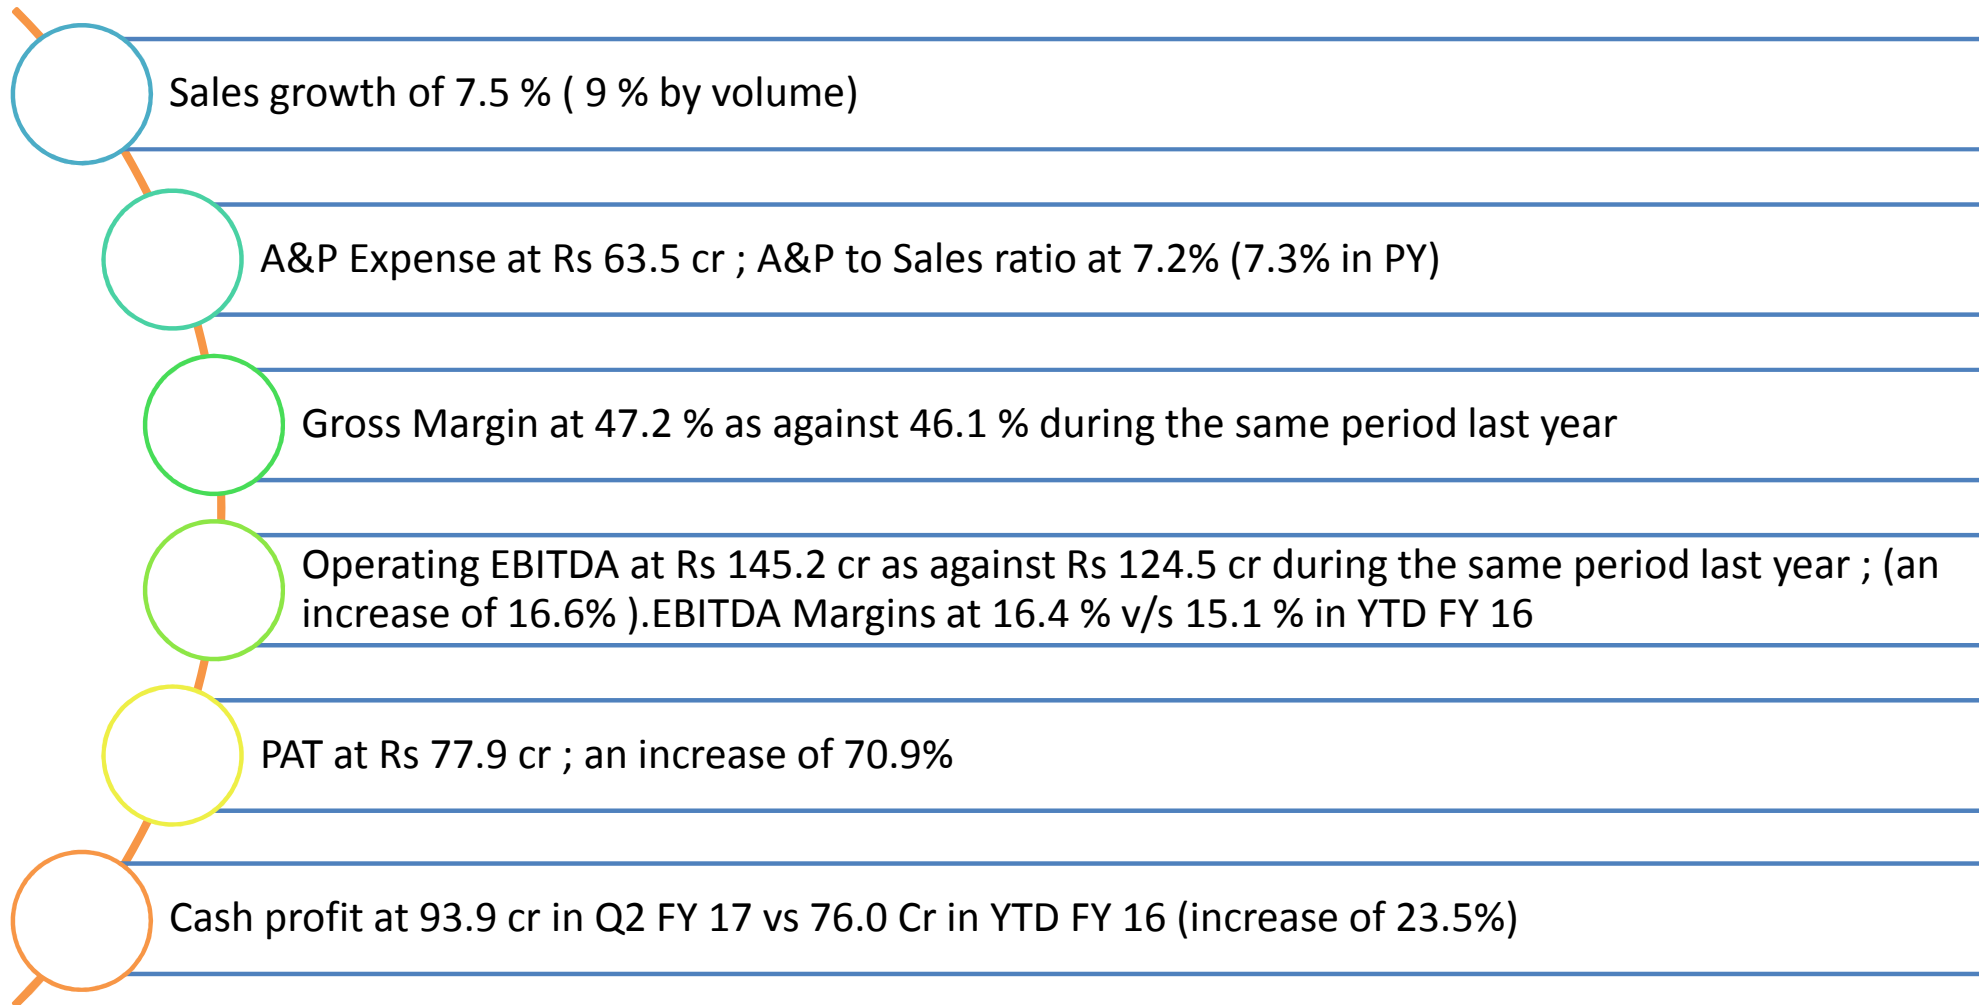 Sales growth of 7.5 % ( 9 % by volume)
A&P Expense at Rs 63.5 cr ; A&P to Sales ratio at 7.2% (7.3% in PY)
Gross Margin at 47.2 % as against 46.1 % during the same period last year
Operating EBITDA at Rs 145.2 cr as against Rs 124.5 cr during the same period last year ; (an
increase of 16.6% ).EBITDA Margins at 16.4 % v/s 15.1 % in YTD FY 16
PAT at Rs 77.9 cr ; an increase of 70.9%
Cash profit at 93.9 cr in Q2 FY 17 vs 76.0 Cr in YTD FY 16 (increase of 23.5%)